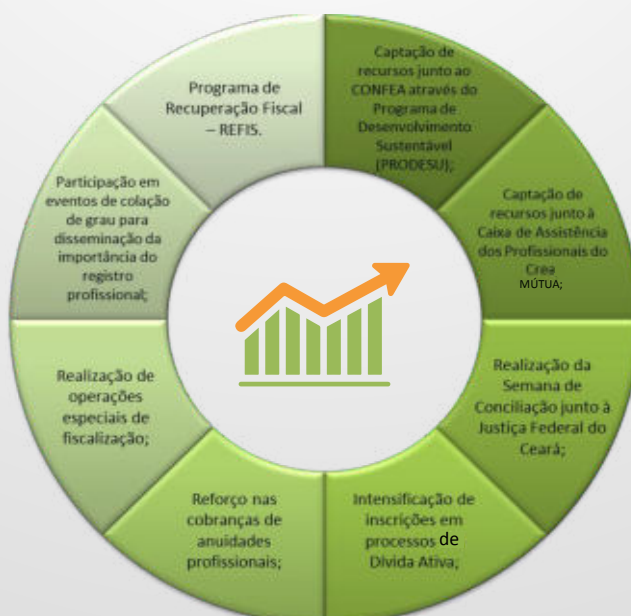 Captação de
recursos junto ao
CONFEA através do
Programa de
Desenvolvimento
Sustentável
(PRODESU);
Captação de
recursos junto à
Caixa de Assistência
dos Profissionais do
Crea
MÚTUA;
Realização da
Semana de
Conciliação junto à
Justiça Federal do
Ceará;
Intensificação de
inscrições em
processos de
Dívida Ativa;
Reforço nas
cobranças de
anuidades
profissionais;
Realização de
operações
especiais de
fiscalização;
Participação em
eventos de colação
de grau para
disseminação da
importância do
registro
profissional;
Programa de
Recuperação Fiscal
– REFIS.